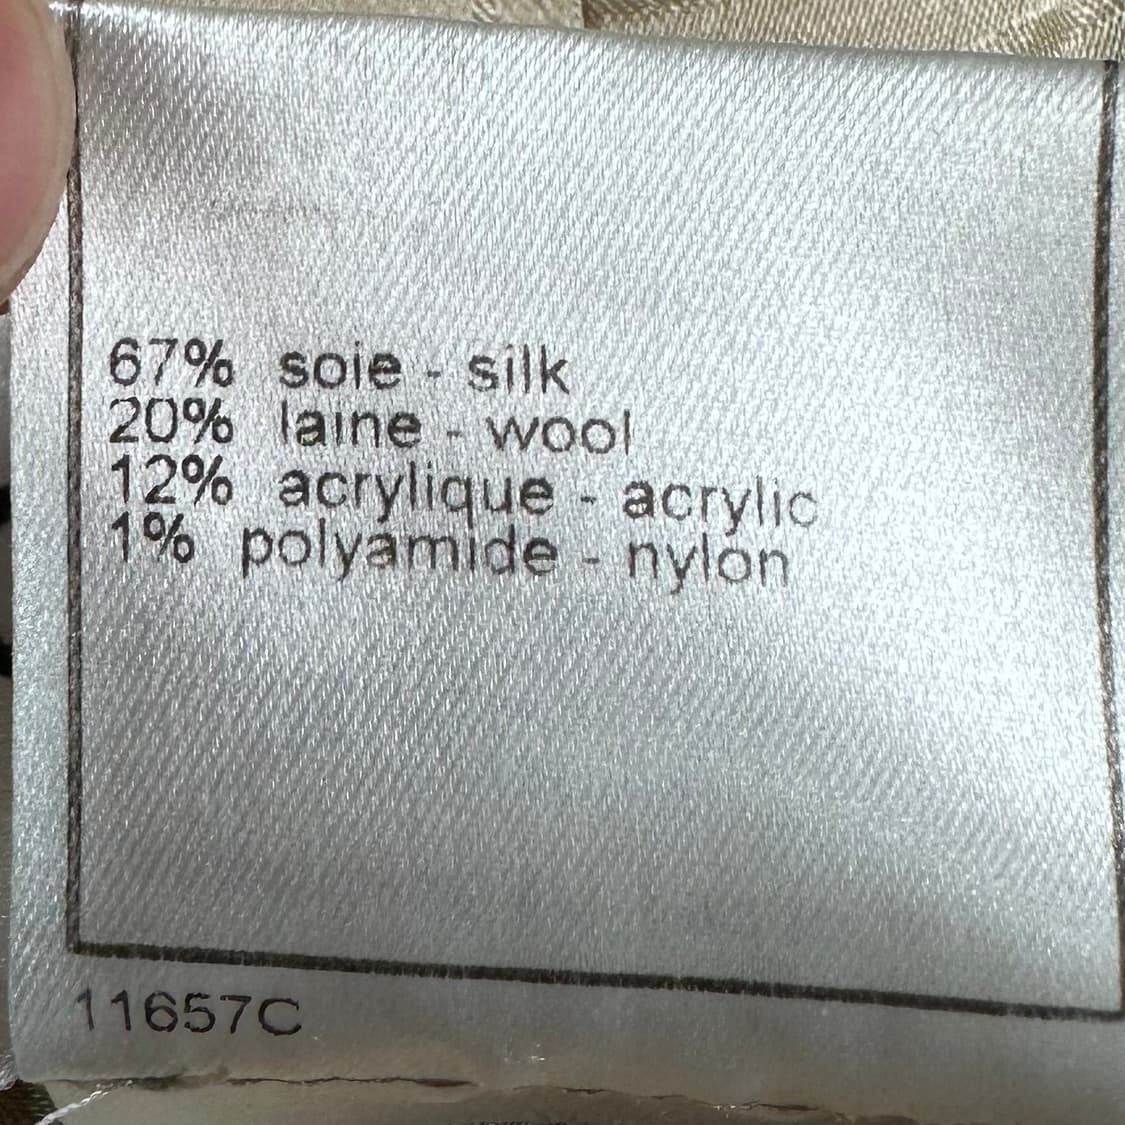 67% soie - silk
20% laine - wool
12% acrylique - acrylic
1% polyamide - nylon
11657C